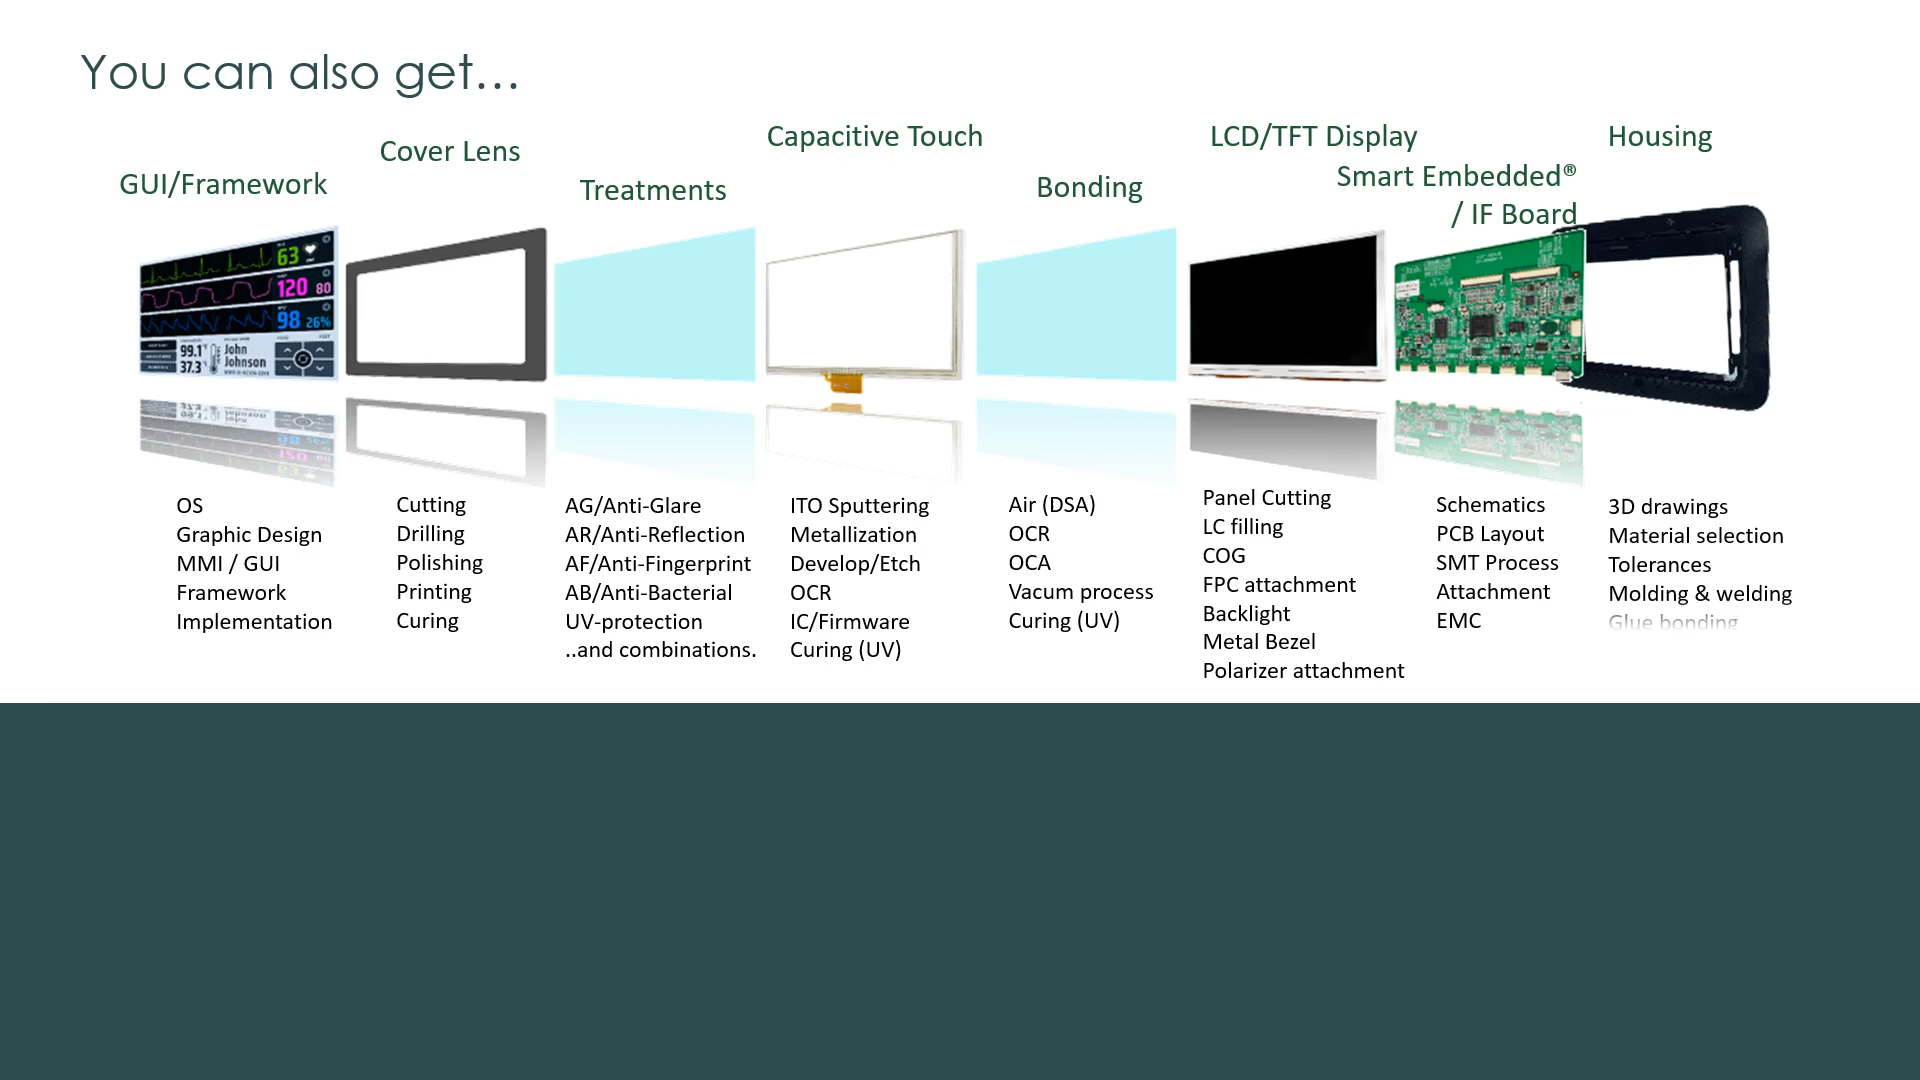 You can also get...
GUI/Framework
Cover Lens
Treatments
Capacitive Touch
Bonding
LCD/TFT Display
Smart Embedded®
/ IF Board
Housing
63
120 80
98 26%
99.1°
37.3°
John
Johnson
OS
Graphic Design
MMI / GUI
Framework
Implementation
Cutting
Drilling
Polishing
Printing
Curing
AG/Anti-Glare
AR/Anti-Reflection
AF/Anti-Fingerprint
AB/Anti-Bacterial
UV-protection
..and combinations.
ITO Sputtering
Metallization
Develop/Etch
OCR
IC/Firmware
Curing (UV)
Air (DSA)
OCR
OCA
Vacum process
Curing (UV)
Panel Cutting
LC filling
COG
FPC attachment
Backlight
Metal Bezel
Polarizer attachment
Schematics
PCB Layout
SMT Process
Attachment
EMC
3D drawings
Material selection
Tolerances
Molding & welding
Glue bonding